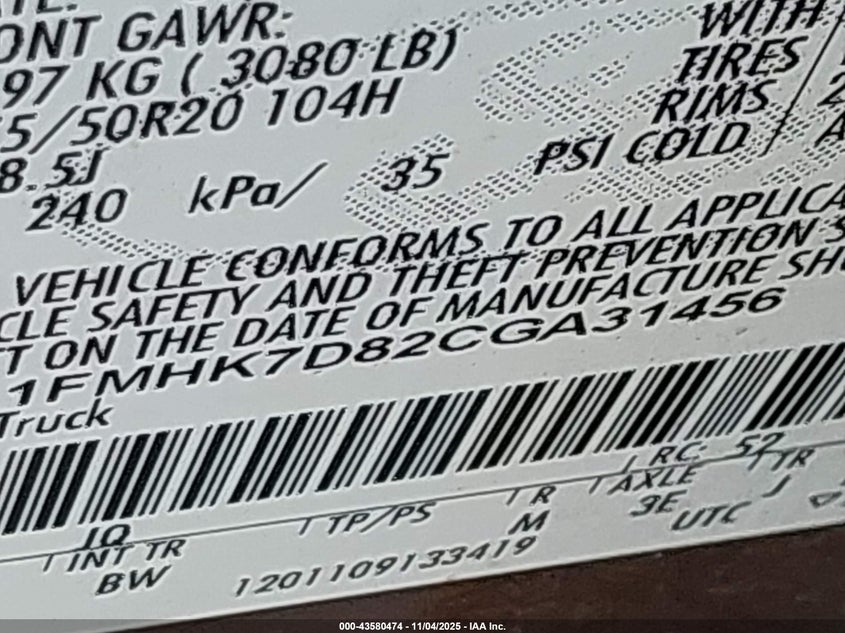 ONT GAWR:
97 KG ( 3080 LB)
5/50R20 104H
8.5J
240 kPa/ 35 PSI COLD
WITH
TIRES
RIMS
VEHICLE CONFORMS TO ALL APPLICA
CLE SAFETY AND THEFT PREVENTION S
T ON THE DATE OF MANUFACTURE SH
1FMHK7D82CGA31456
Truck
RC: 52
IQ
INT TR TP/PS R AXLE TR
BW M 3E J
1201109133419 UTC
000-43580474 - 11/04/2025 - IAA Inc.